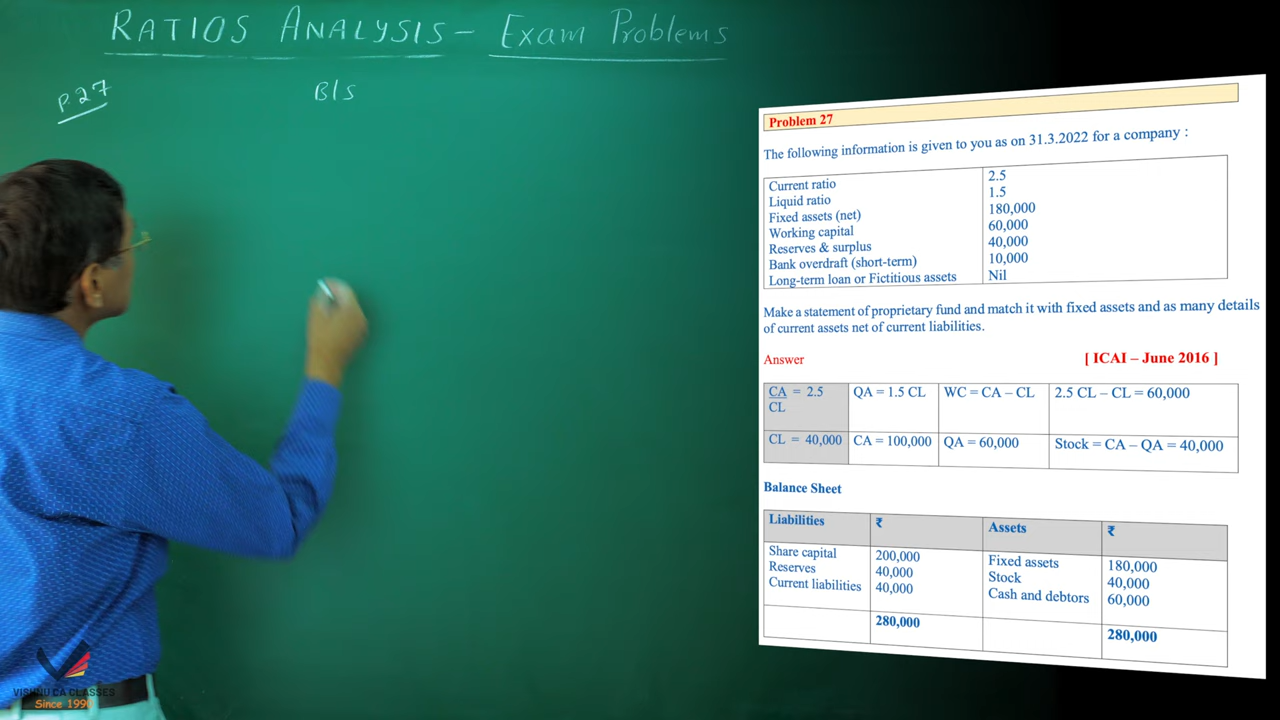 RATIOS ANALYSIS – Exam Problems
P.27
B/S
Problem 27
The following information is given to you as on 31.3.2022 for a company :
Current ratio 2.5
Liquid ratio 1.5
Fixed assets (net) 180,000
Working capital 60,000
Reserves & surplus 40,000
Bank overdraft (short-term) 10,000
Long-term loan or Fictitious assets Nil
Make a statement of proprietary fund and match it with fixed assets and as many details
of current assets net of current liabilities.
Answer [ ICAI – June 2016 ]
CA = 2.5 QA = 1.5 CL WC = CA – CL 2.5 CL – CL = 60,000
CL
CL = 40,000 CA = 100,000 QA = 60,000 Stock = CA – QA = 40,000
Balance Sheet
Liabilities ₹ Assets ₹
Share capital 200,000 Fixed assets 180,000
Reserves 40,000 Stock 40,000
Current liabilities 40,000 Cash and debtors 60,000
280,000 280,000
VISHNU CA CLASSES
Since 1990